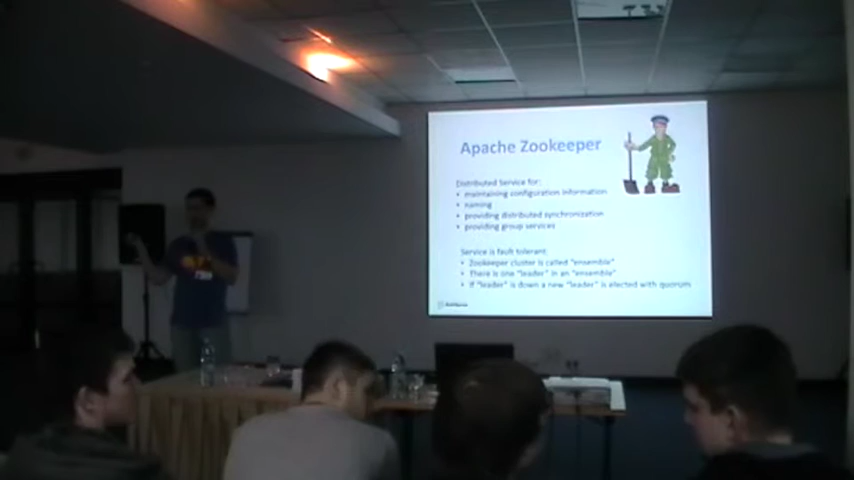 Apache Zookeeper
Distributed Service for:
• maintaining configuration information
• naming
• providing distributed synchronization
• providing group services
Service is fault tolerant:
• Zookeeper cluster is called "ensemble"
• There is one "leader" in an "ensemble"
• If "leader" is down a new "leader" is elected with quorum